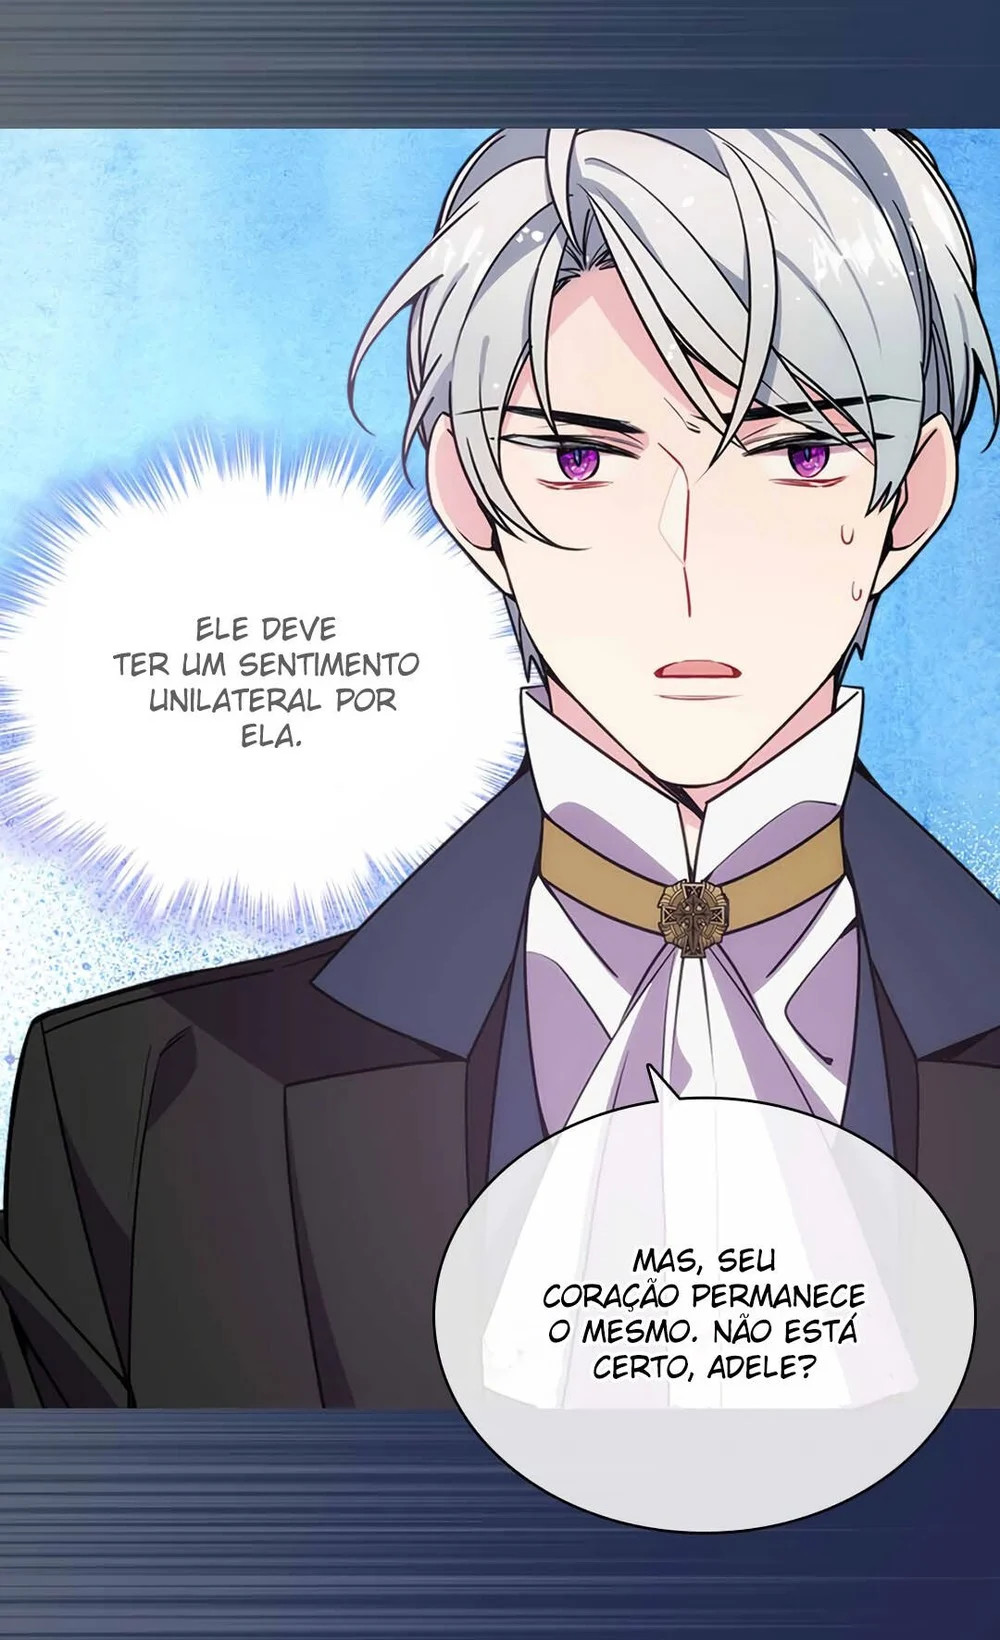 ELE DEVE
TER UM SENTIMENTO
UNILATERAL POR
ELA.
MAS, SEU
CORAÇÃO PERMANECE
O MESMO. NÃO ESTÁ
CERTO, ADELE?